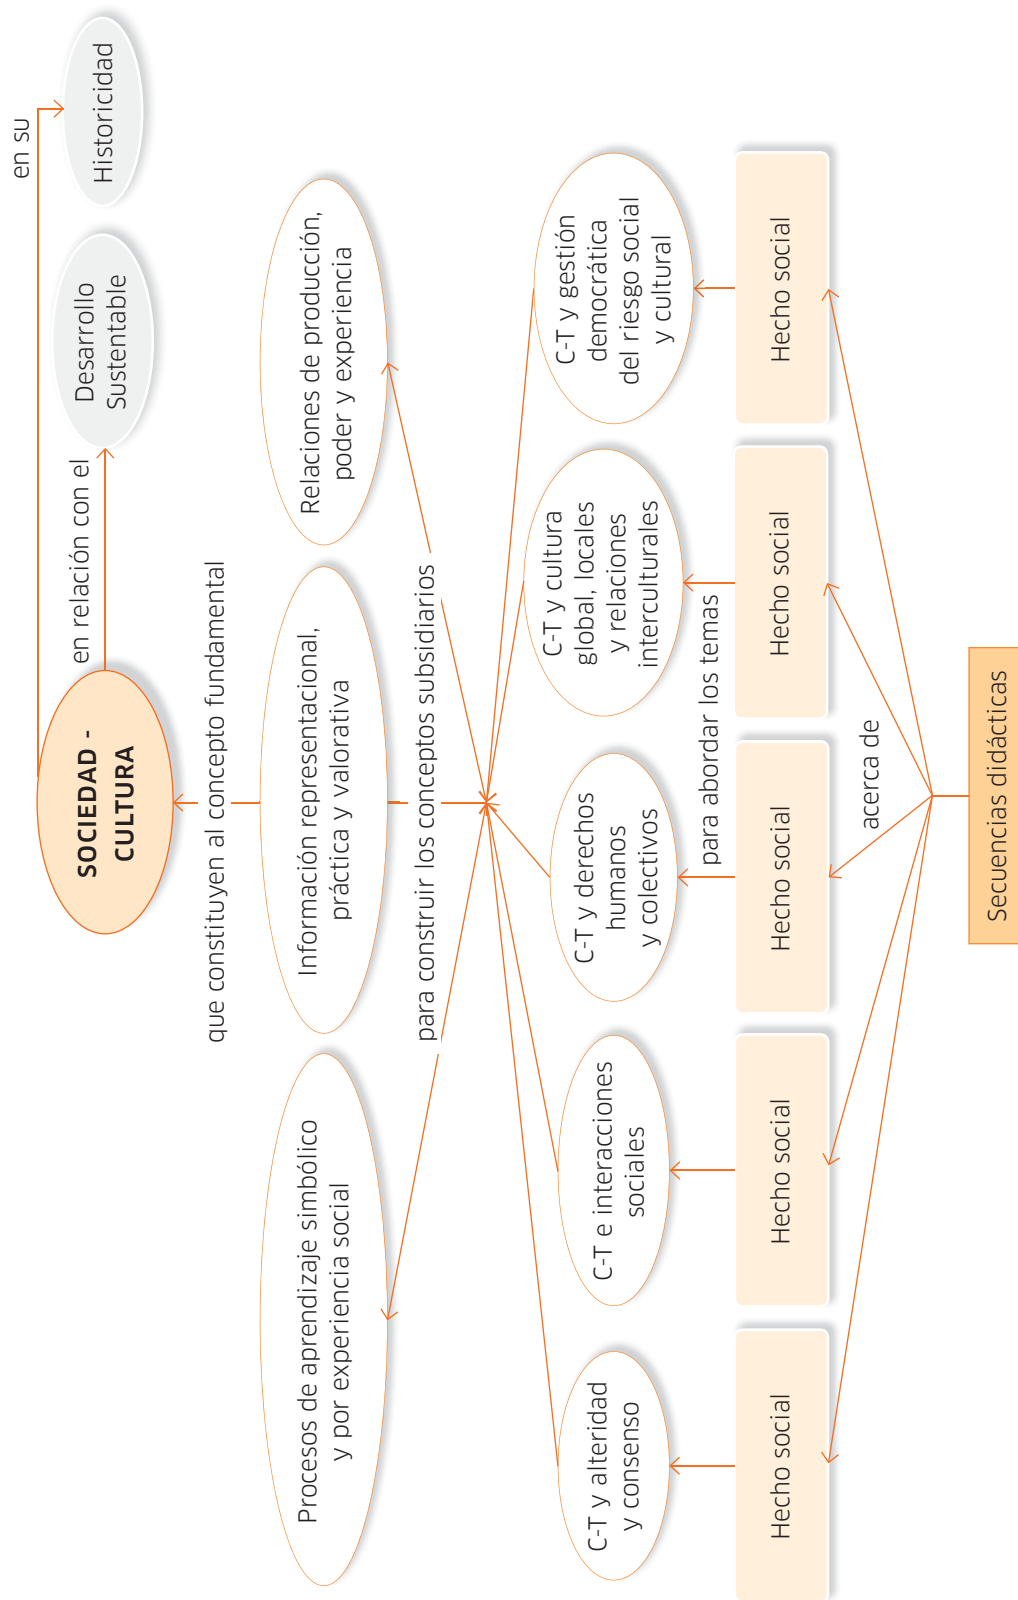 SOCIEDAD -
CULTURA
en relación con el
Desarrollo
Sustentable
en su
Historicidad
que constituyen al concepto fundamental
Procesos de aprendizaje simbólico
y por experiencia social
Información representacional,
práctica y valorativa
Relaciones de producción,
poder y experiencia
para construir los conceptos subsidiarios
C-T y alteridad
y consenso
C-T e interacciones
sociales
C-T y derechos
humanos
y colectivos
C-T y cultura
global, locales
y relaciones
interculturales
C-T y gestión
democrática
del riesgo social
y cultural
para abordar los temas
Hecho social
Hecho social
Hecho social
Hecho social
Hecho social
acerca de
Secuencias didácticas